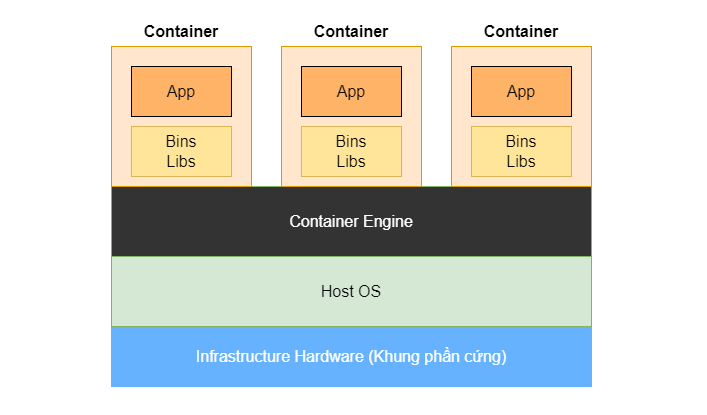 Container
Container
Container
App
App
App
Bins
Libs
Bins
Libs
Bins
Libs
Container Engine
Host OS
Infrastructure Hardware (Khung phần cứng)